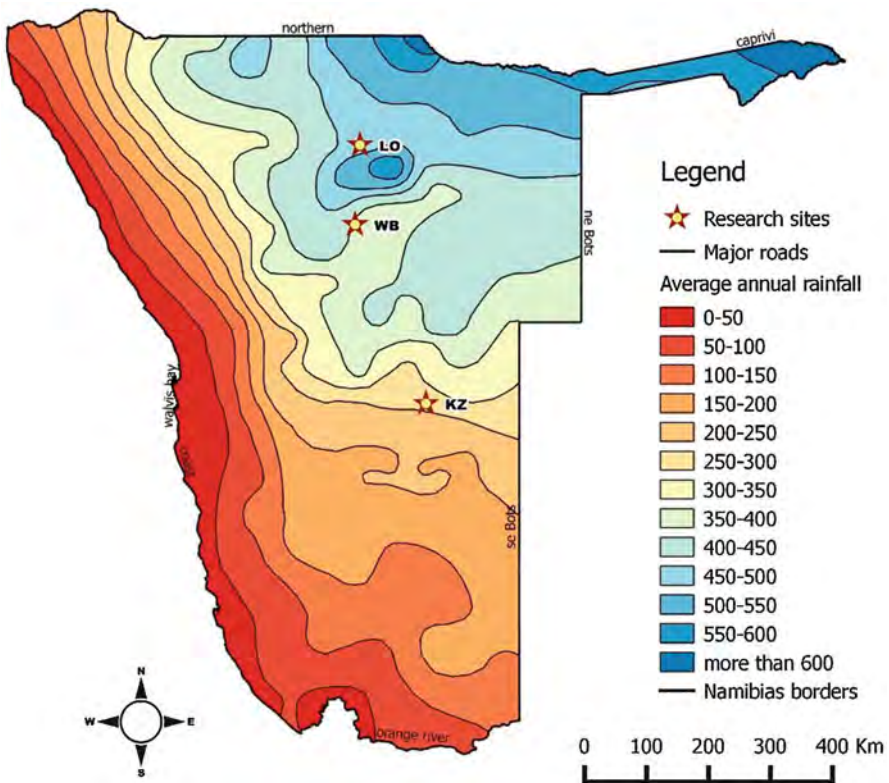 northern
caprivi
LO
WB
ne Bots
KZ
walvis bay
coast
se Bots
orange river
N
W
E
S
Legend
Research sites
Major roads
Average annual rainfall
0-50
50-100
100-150
150-200
200-250
250-300
300-350
350-400
400-450
450-500
500-550
550-600
more than 600
Namibias borders
0 100 200 300 400 Km